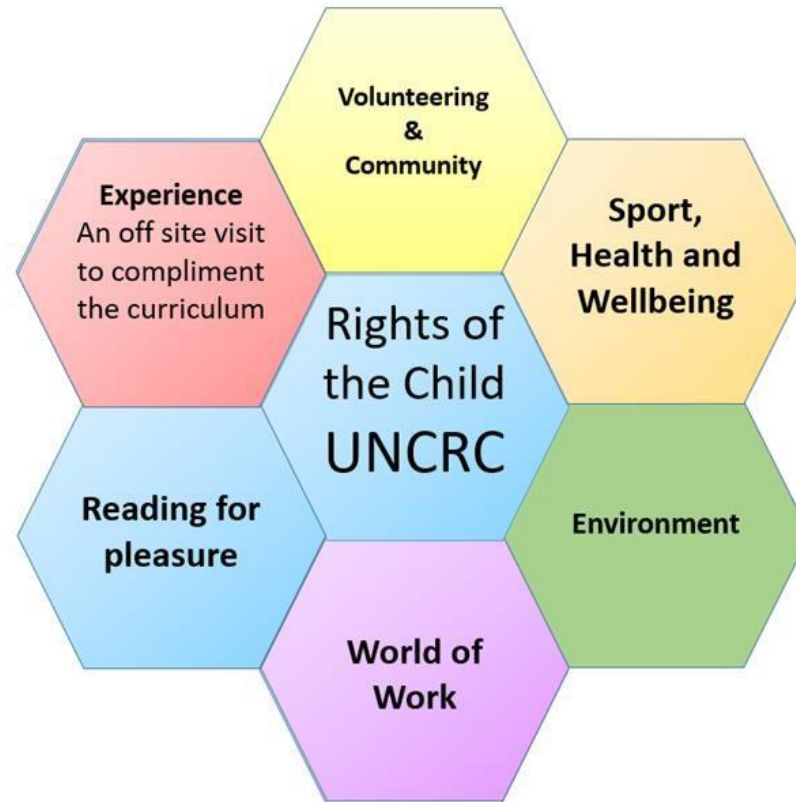 Volunteering
&
Community
Experience
An off site visit
to compliment
the curriculum
Sport,
Health and
Wellbeing
Rights of
the Child
UNCRC
Reading for
pleasure
Environment
World of
Work